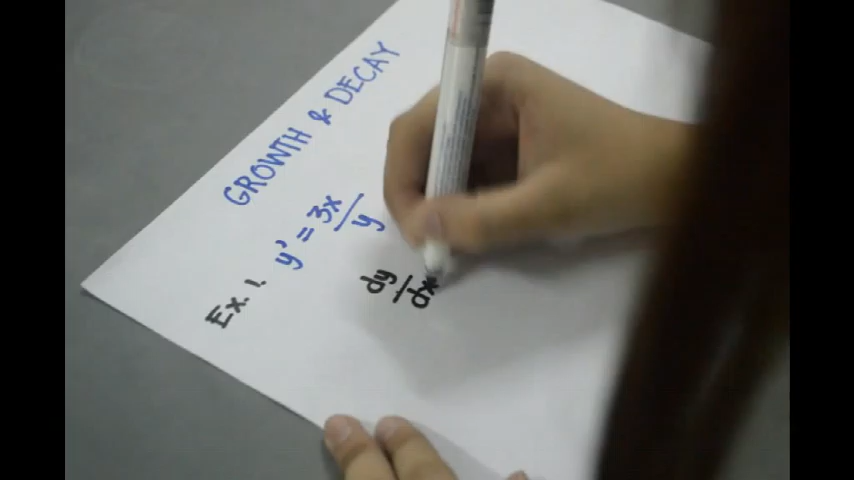 GROWTH & DECAY
Ex. 1. y' = 3x/y
dy/dx